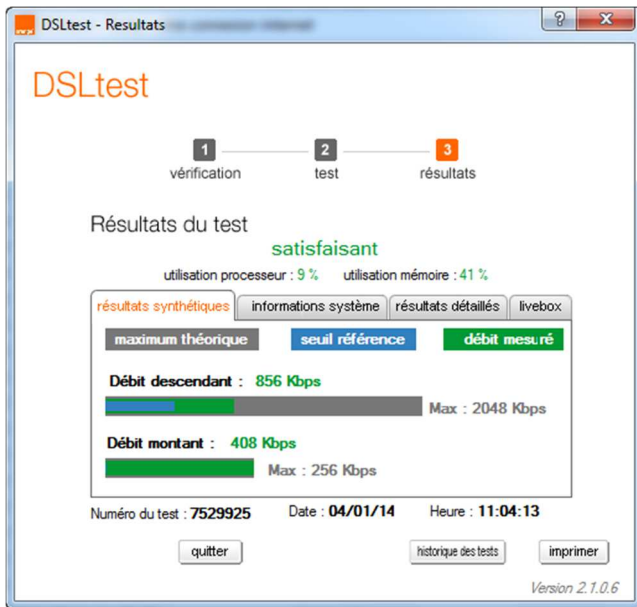 DSLtest - Resultats
DSLtest
1 2 3
vérification test résultats
Résultats du test
satisfaisant
utilisation processeur : 9 % utilisation mémoire : 41 %
résultats synthétiques informations système résultats détaillés livebox
maximum théorique seuil référence débit mesuré
Débit descendant : 856 Kbps
Max : 2048 Kbps
Débit montant : 408 Kbps
Max : 256 Kbps
Numéro du test : 7529925 Date : 04/01/14 Heure : 11:04:13
quitter historique des tests imprimer
Version 2.1.0.6